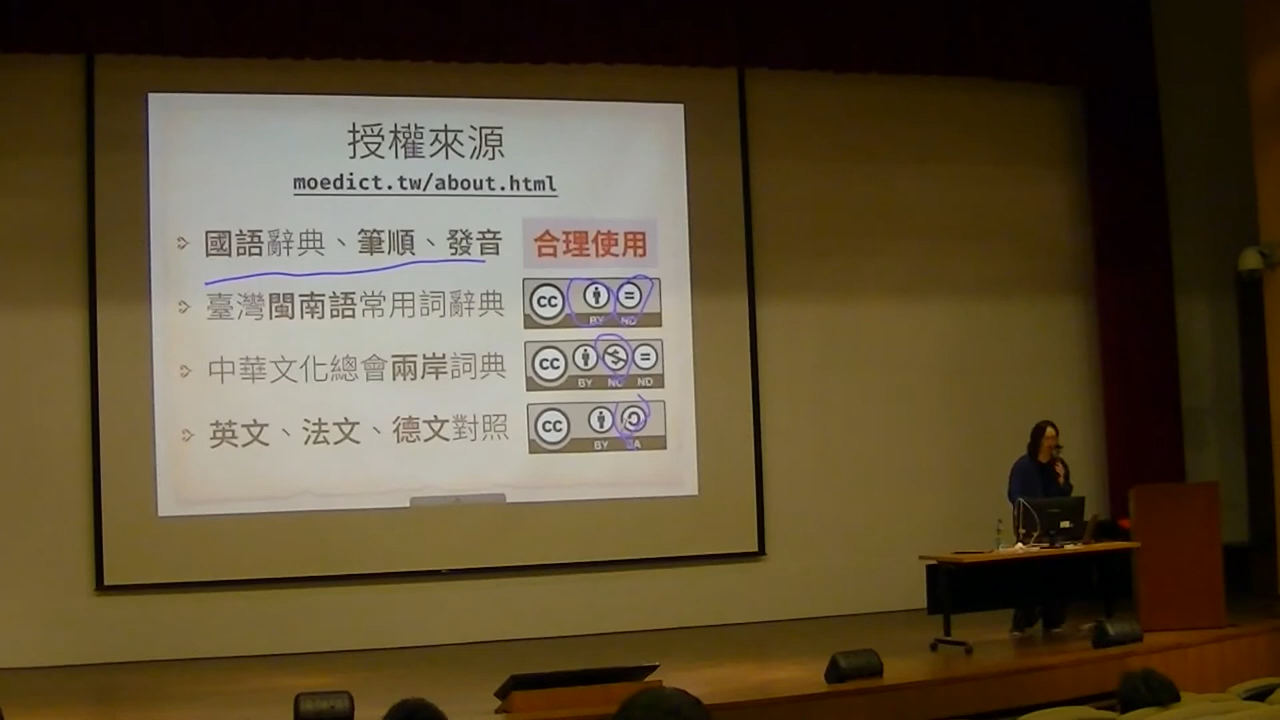 授權來源
moedict.tw/about.html
國語辭典、筆順、發音 合理使用
臺灣閩南語常用詞辭典 cc BY ND
中華文化總會兩岸詞典 cc BY NC ND
英文、法文、德文對照 cc BY SA